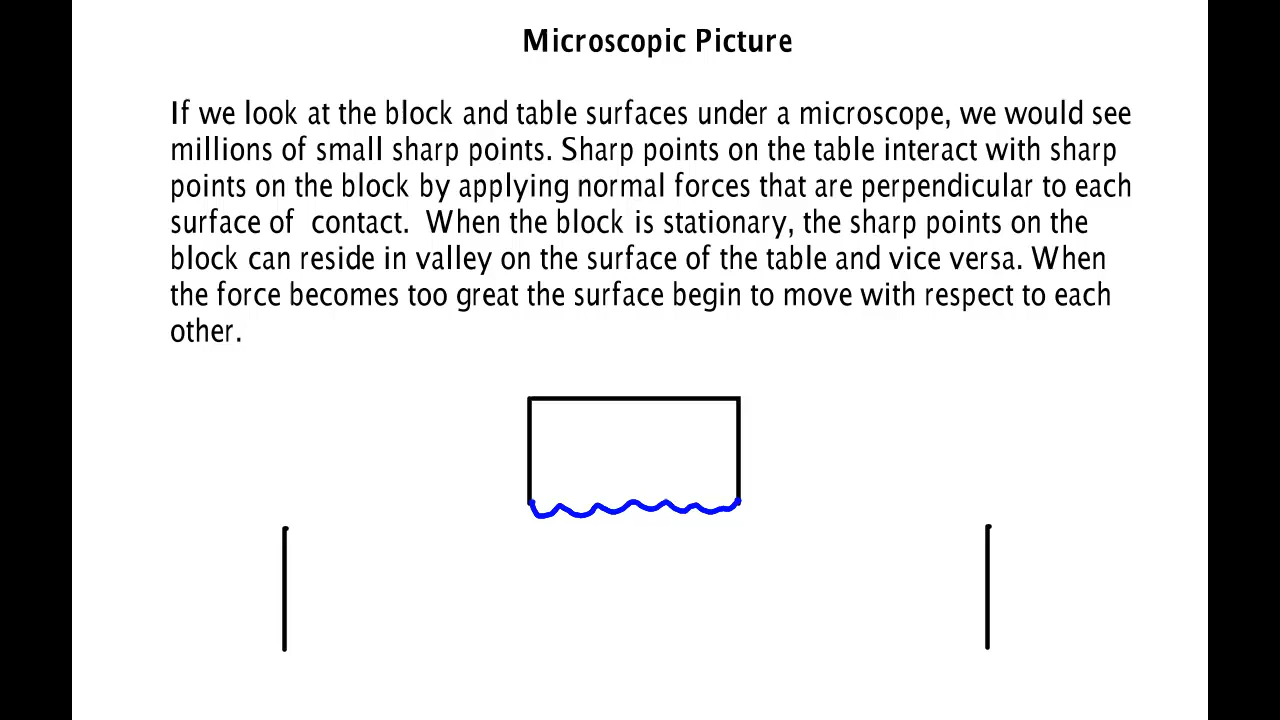 Microscopic Picture
If we look at the block and table surfaces under a microscope, we would see
millions of small sharp points. Sharp points on the table interact with sharp
points on the block by applying normal forces that are perpendicular to each
surface of  contact.  When the block is stationary, the sharp points on the
block can reside in valley on the surface of the table and vice versa. When
the force becomes too great the surface begin to move with respect to each
other.